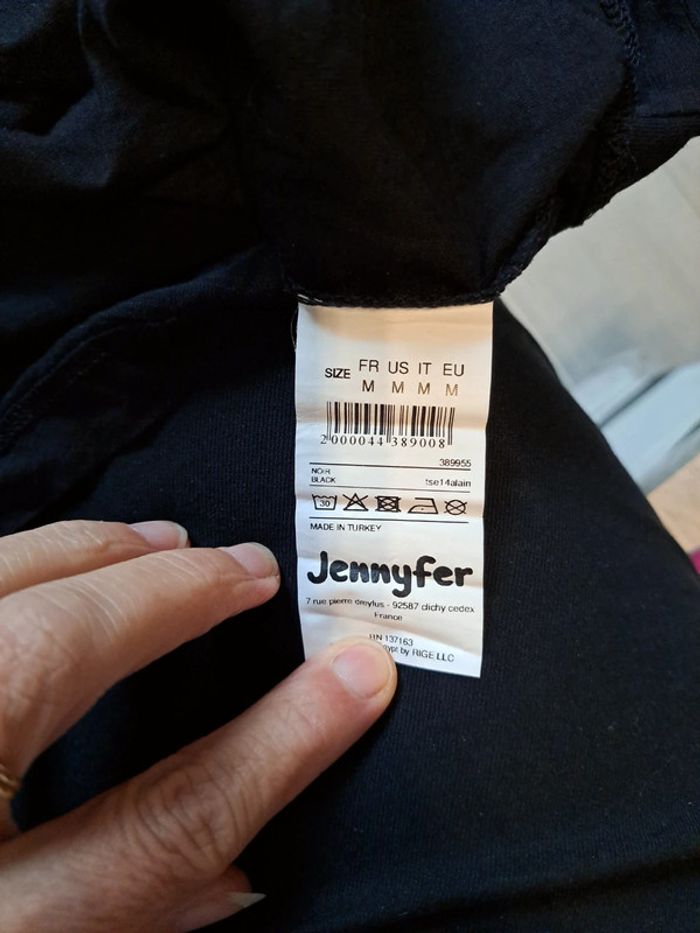 SIZE FR US IT EU
M M M M
2 000044 389008
389955
NOIR
BLACK tse14alain
30
MADE IN TURKEY
Jennyfer
7 rue pierre dreyfus - 92587 clichy cedex
France
RN 137163
by RIGE LLC